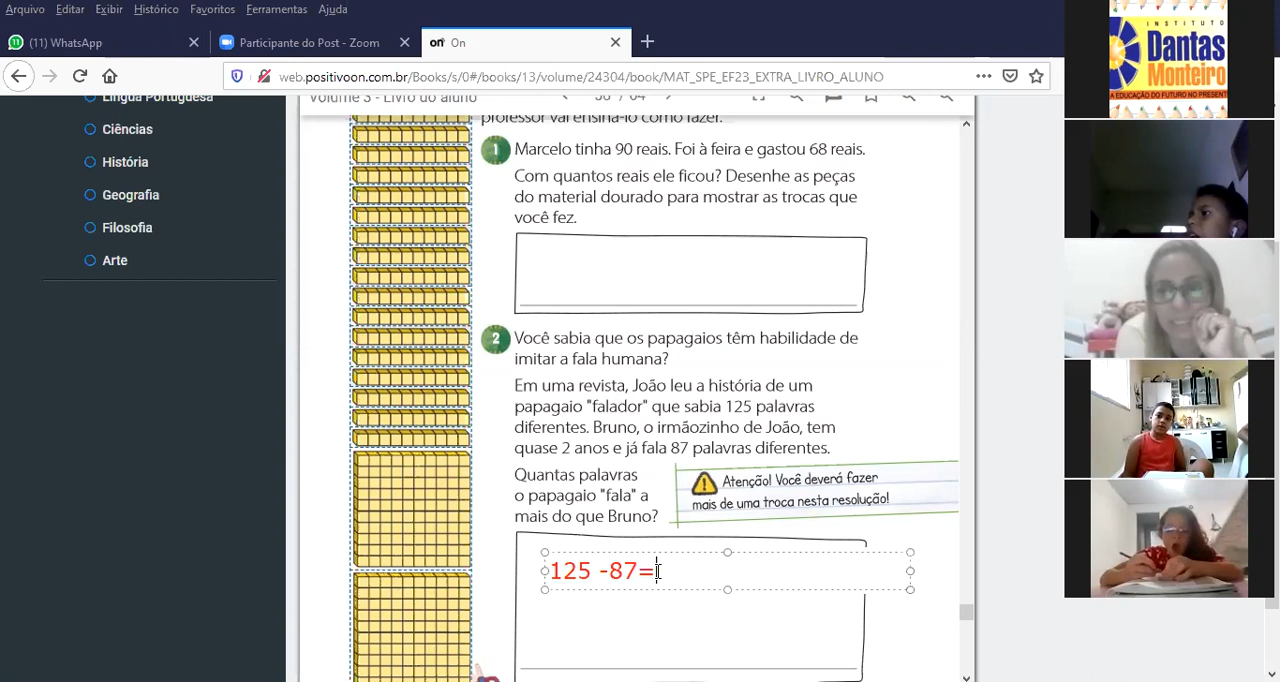 Arquivo Editar Exibir Histórico Favoritos Ferramentas Ajuda
(11) WhatsApp
Participante do Post - Zoom
on
On
web.positivoon.com.br/Books/s/0#/books/13/volume/24304/book/MAT_SPE_EF23_EXTRA_LIVRO_ALUNO
Língua Portuguesa
Ciências
História
Geografia
Filosofia
Arte
Volume 3 - Livro do aluno
professor vai ensiná-lo como fazer.
1 Marcelo tinha 90 reais. Foi à feira e gastou 68 reais.
Com quantos reais ele ficou? Desenhe as peças
do material dourado para mostrar as trocas que
você fez.
2 Você sabia que os papagaios têm habilidade de
imitar a fala humana?
Em uma revista, João leu a história de um
papagaio "falador" que sabia 125 palavras
diferentes. Bruno, o irmãozinho de João, tem
quase 2 anos e já fala 87 palavras diferentes.
Quantas palavras
o papagaio "fala" a
mais do que Bruno?
Atenção! Você deverá fazer
mais de uma troca nesta resolução!
125 -87=
INSTITUTO
Dantas
Monteiro
A EDUCAÇÃO DO FUTURO NO PRESENT